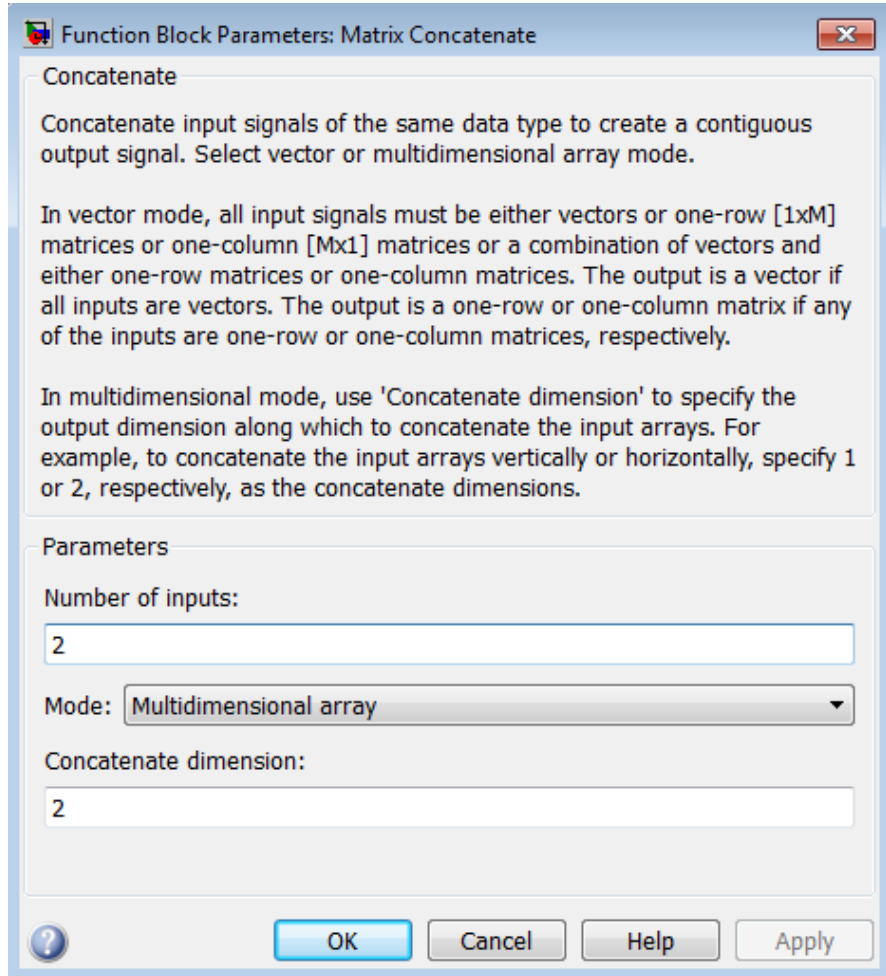 Function Block Parameters: Matrix Concatenate
Concatenate
Concatenate input signals of the same data type to create a contiguous
output signal. Select vector or multidimensional array mode.
In vector mode, all input signals must be either vectors or one-row [1xM]
matrices or one-column [Mx1] matrices or a combination of vectors and
either one-row matrices or one-column matrices. The output is a vector if
all inputs are vectors. The output is a one-row or one-column matrix if any
of the inputs are one-row or one-column matrices, respectively.
In multidimensional mode, use 'Concatenate dimension' to specify the
output dimension along which to concatenate the input arrays. For
example, to concatenate the input arrays vertically or horizontally, specify 1
or 2, respectively, as the concatenate dimensions.
Parameters
Number of inputs:
2
Mode: Multidimensional array
Concatenate dimension:
2
? OK Cancel Help Apply